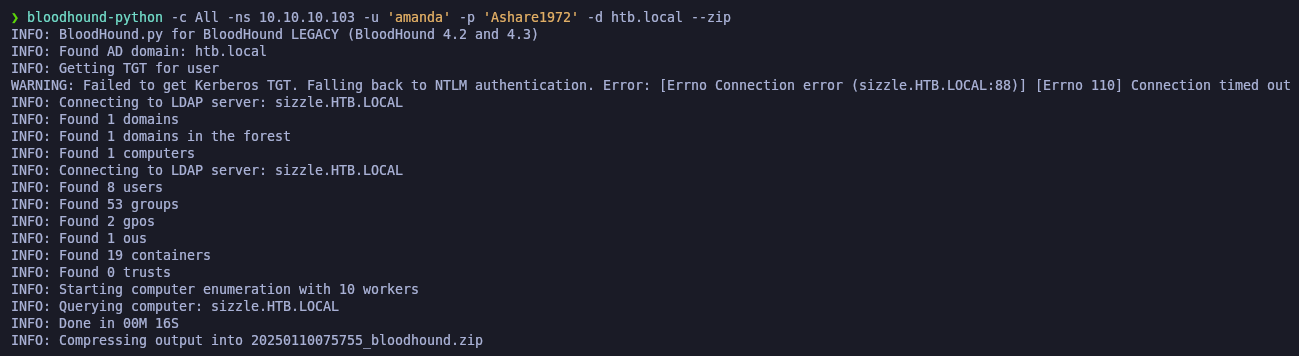 ❯ bloodhound-python -c All -ns 10.10.10.103 -u 'amanda' -p 'Ashare1972' -d htb.local --zip
INFO: BloodHound.py for BloodHound LEGACY (BloodHound 4.2 and 4.3)
INFO: Found AD domain: htb.local
INFO: Getting TGT for user
WARNING: Failed to get Kerberos TGT. Falling back to NTLM authentication. Error: [Errno Connection error (sizzle.HTB.LOCAL:88)] [Errno 110] Connection timed out
INFO: Connecting to LDAP server: sizzle.HTB.LOCAL
INFO: Found 1 domains
INFO: Found 1 domains in the forest
INFO: Found 1 computers
INFO: Connecting to LDAP server: sizzle.HTB.LOCAL
INFO: Found 8 users
INFO: Found 53 groups
INFO: Found 2 gpos
INFO: Found 1 ous
INFO: Found 19 containers
INFO: Found 0 trusts
INFO: Starting computer enumeration with 10 workers
INFO: Querying computer: sizzle.HTB.LOCAL
INFO: Done in 00M 16S
INFO: Compressing output into 20250110075755_bloodhound.zip